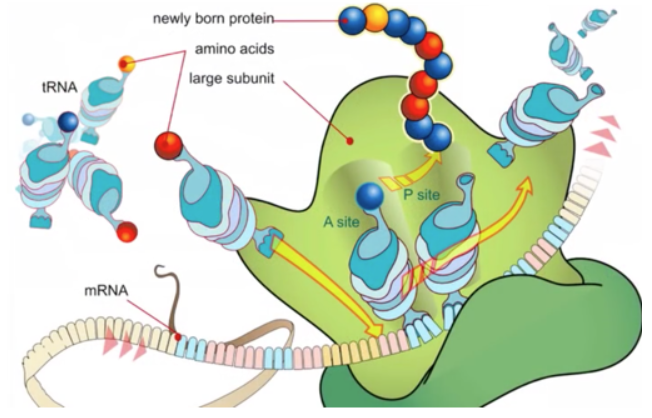 newly born protein
amino acids
tRNA
large subunit
P site
A site
mRNA